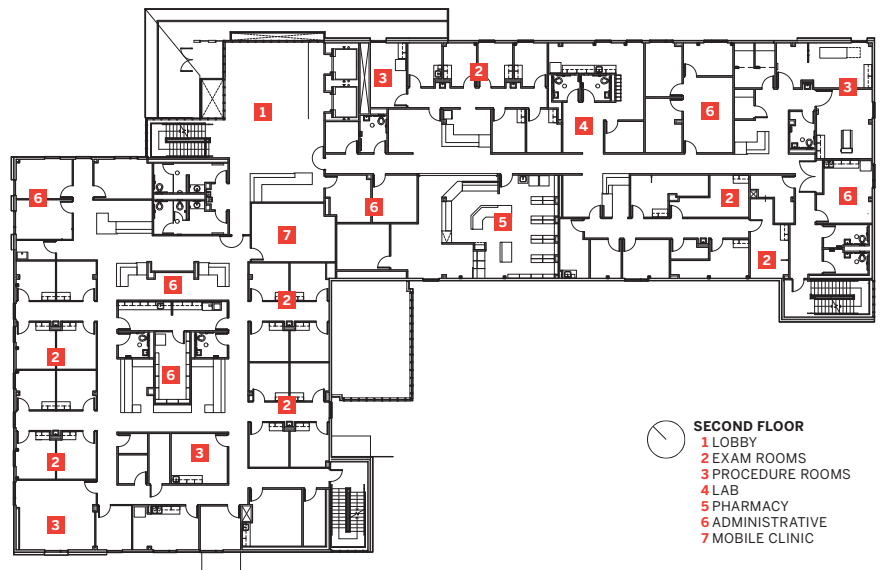 1
3
2
3
4
6
6
6
2
6
5
7
2
6
2
2
6
2
2
3
3
SECOND FLOOR
1 LOBBY
2 EXAM ROOMS
3 PROCEDURE ROOMS
4 LAB
5 PHARMACY
6 ADMINISTRATIVE
7 MOBILE CLINIC